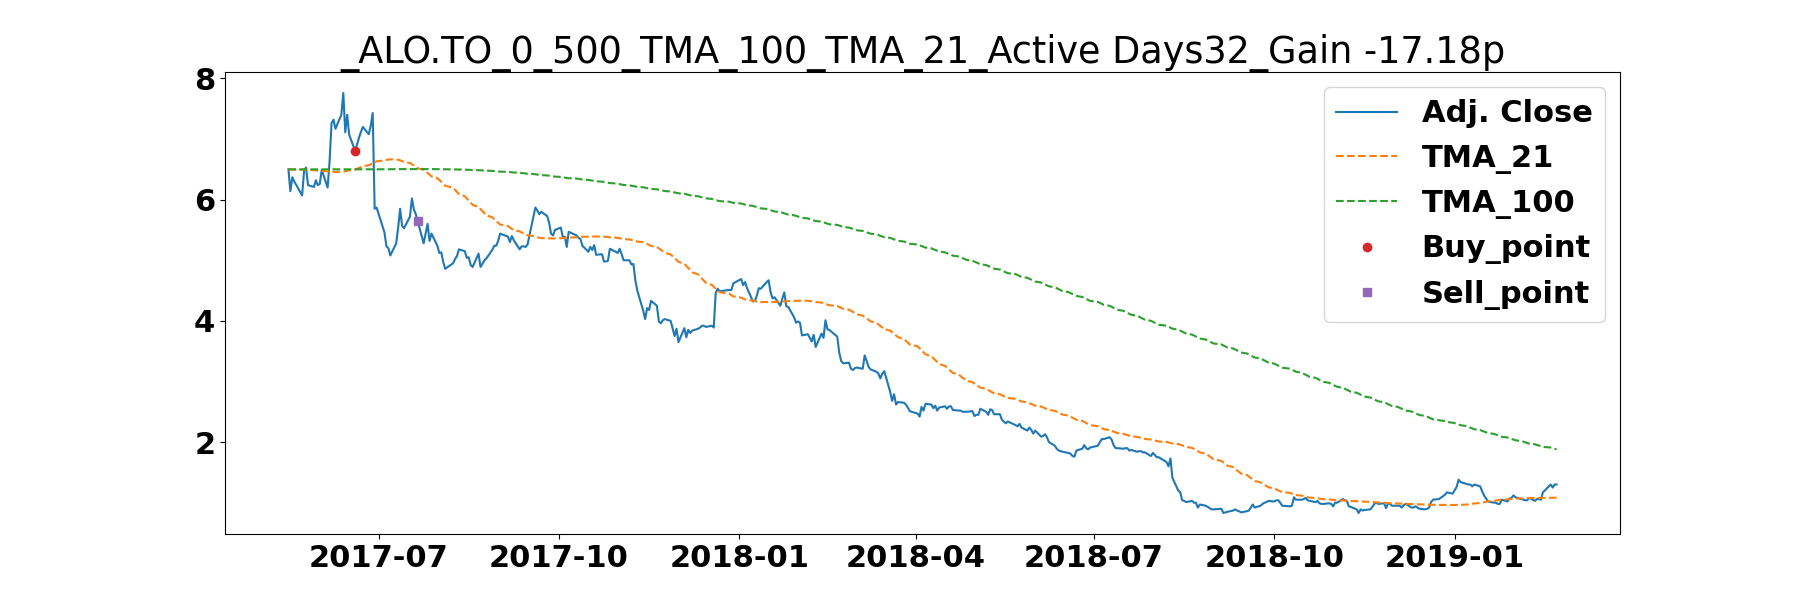 _ALO.TO_0_500_TMA_100_TMA_21_Active Days32_Gain -17.18p
8
6
4
2
Adj. Close
TMA_21
TMA_100
Buy_point
Sell_point
2017-07 2017-10 2018-01 2018-04 2018-07 2018-10 2019-01